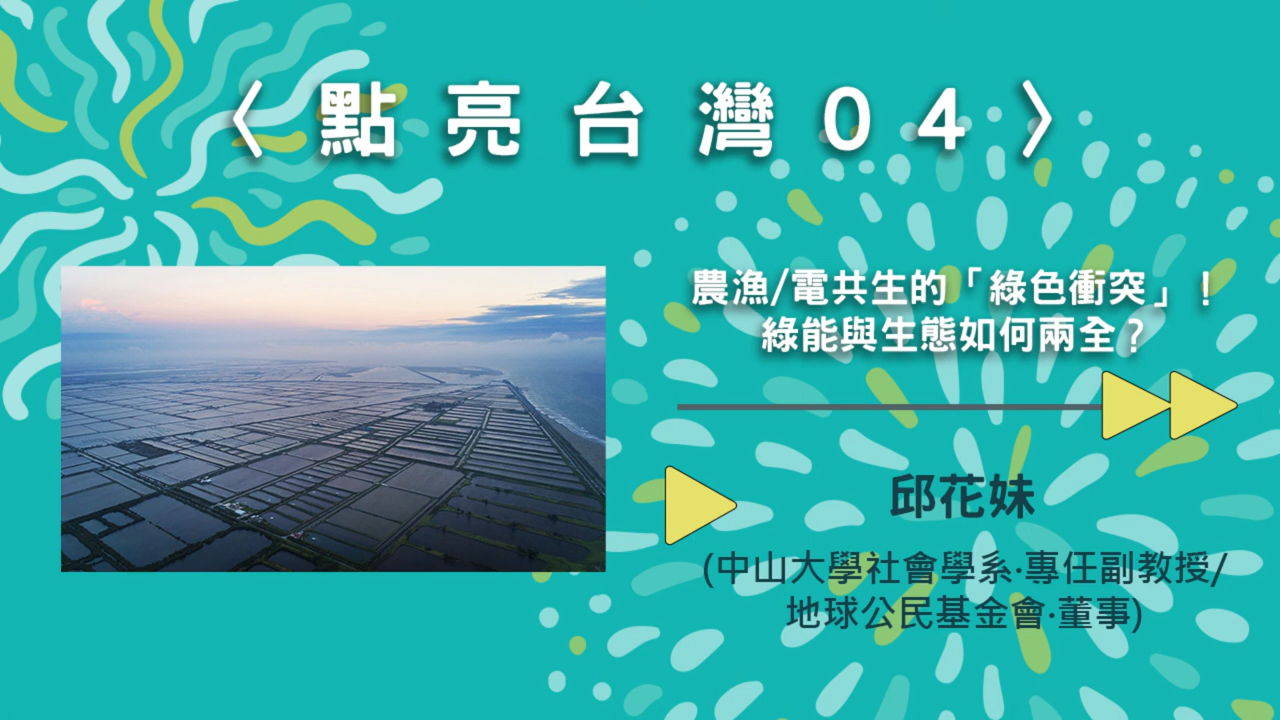 〈點亮台灣04〉
農漁/電共生的「綠色衝突」！
綠能與生態如何兩全？
邱花妹
(中山大學社會學系·專任副教授/
地球公民基金會·董事)